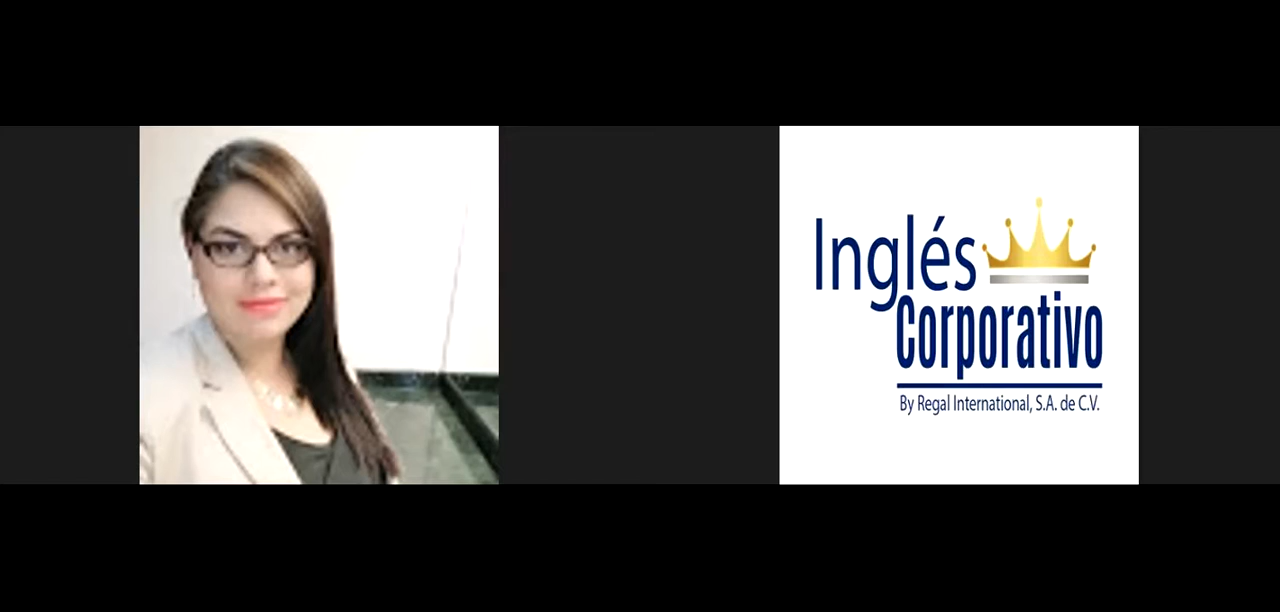 Inglés
Corporativo
By Regal International, S.A. de C.V.